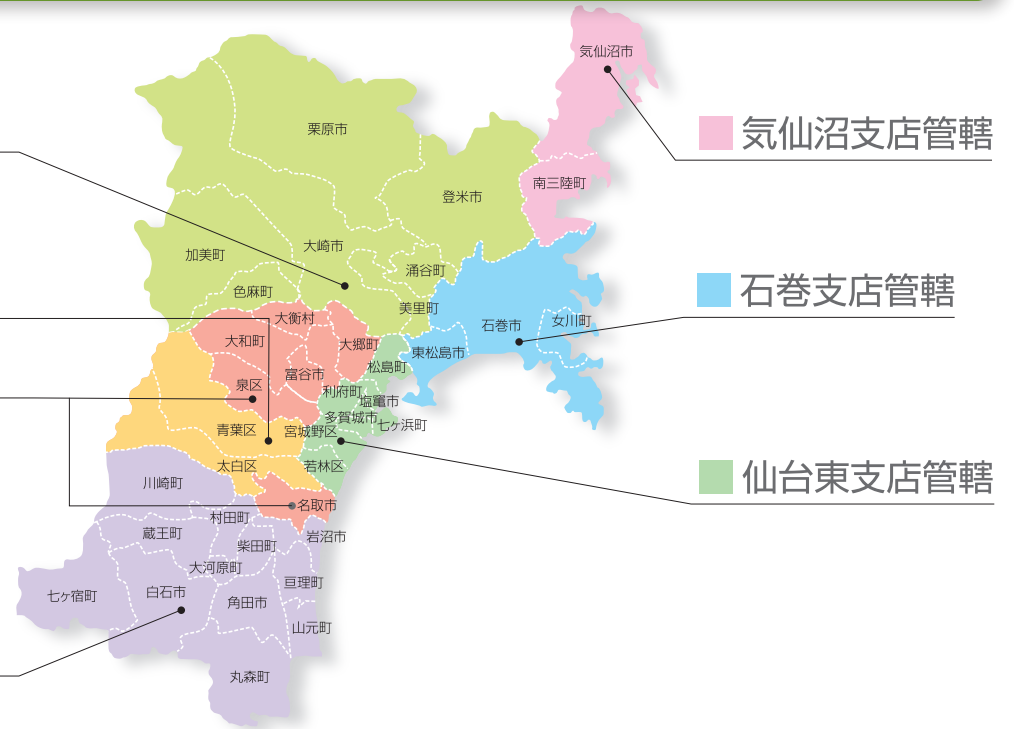 気仙沼市
気仙沼支店管轄
栗原市
南三陸町
登米市
大崎市
加美町
涌谷町
石巻支店管轄
色麻町
美里町
大衡村
石巻市
女川町
大和町
大郷町
東松島市
松島町
富谷市
泉区
利府町
塩竈市
多賀城市
七ヶ浜町
青葉区
宮城野区
太白区
若林区
仙台東支店管轄
川崎町
名取市
村田町
蔵王町
岩沼市
柴田町
大河原町
亘理町
七ヶ宿町
白石市
角田市
山元町
丸森町